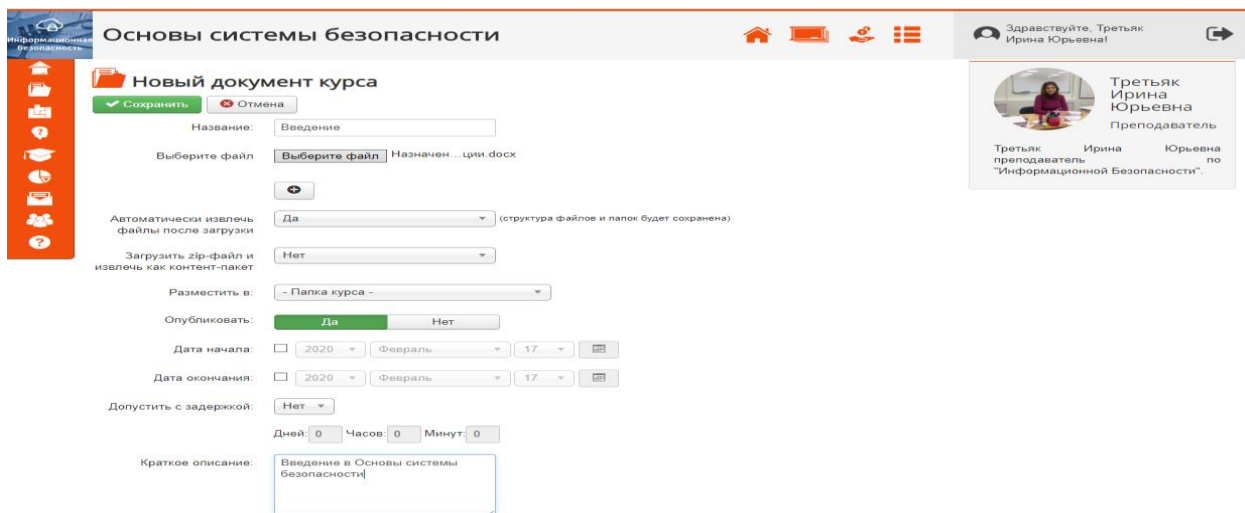 Информационная
безопасность
Основы системы безопасности
Здравствуйте, Третьяк
Ирина Юрьевна!
Новый документ курса
Сохранить Отмена
Название: Введение
Выберите файл Выберите файл Назначен...ции.docx
Автоматически извлечь
файлы после загрузки
Да (структура файлов и папок будет сохранена)
Загрузить zip-файл и
извлечь как контент-пакет
Нет
Разместить в: - Папка курса -
Опубликовать: Да Нет
Дата начала: 2020 Февраль 17
Дата окончания: 2020 Февраль 17
Допустить с задержкой: Нет
Дней: 0 Часов: 0 Минут: 0
Краткое описание: Введение в Основы системы
безопасности
Третьяк
Ирина
Юрьевна
Преподаватель
Третьяк Ирина Юрьевна
преподаватель по
"Информационной Безопасности".